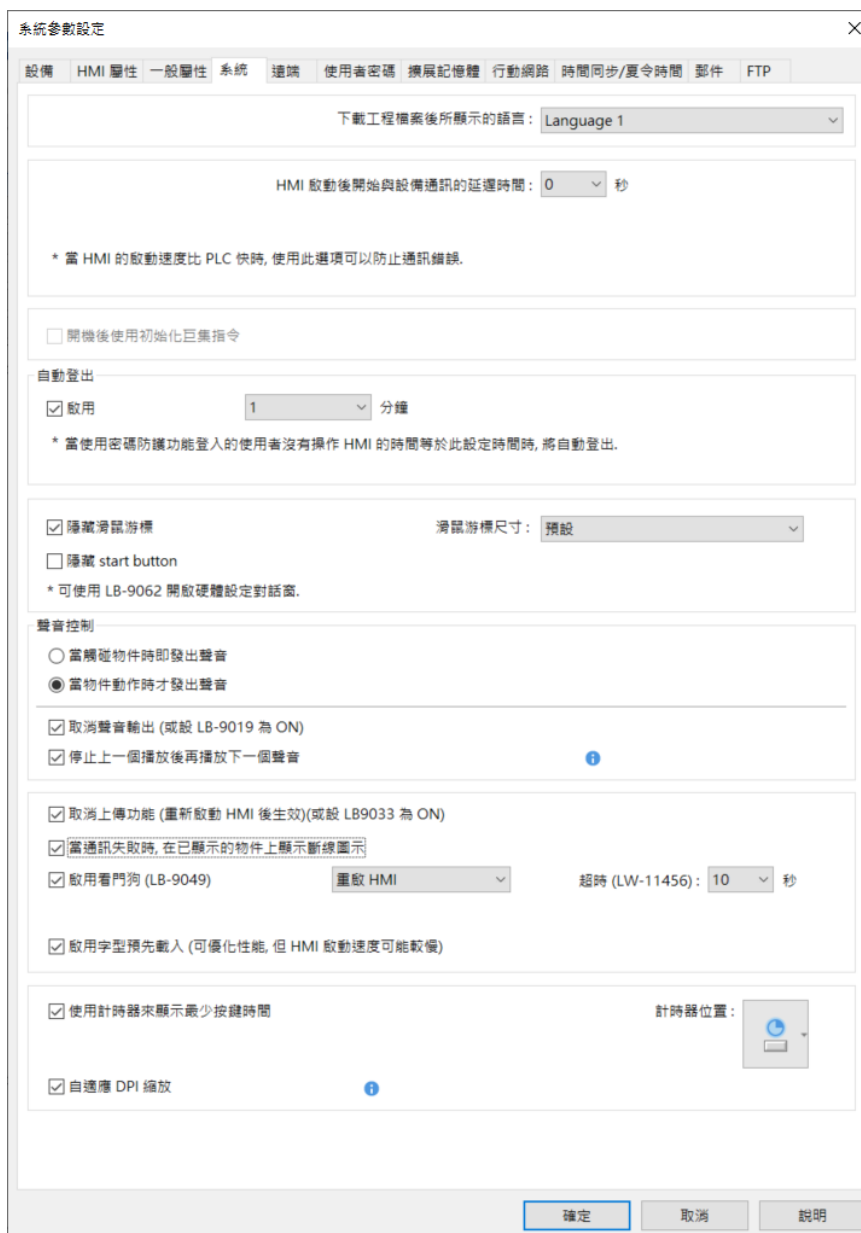 系統參數設定
設備 HMI 屬性 一般屬性 系統 遠端 使用者密碼 擴展記憶體 行動網路 時間同步/夏令時間 郵件 FTP
下載工程檔案後所顯示的語言 : Language 1
HMI 啟動後開始與設備通訊的延遲時間 : 0 秒
* 當 HMI 的啟動速度比 PLC 快時, 使用此選項可以防止通訊錯誤.
開機後使用初始化巨集指令
自動登出
啟用 1 分鐘
* 當使用密碼防護功能登入的使用者沒有操作 HMI 的時間等於此設定時間時, 將自動登出.
隱藏滑鼠游標 滑鼠游標尺寸 : 預設
隱藏 start button
* 可使用 LB-9062 開啟硬體設定對話窗.
聲音控制
當觸碰物件時即發出聲音
當物件動作時才發出聲音
取消聲音輸出 (或設 LB-9019 為 ON)
停止上一個播放後再播放下一個聲音
取消上傳功能 (重新啟動 HMI 後生效)(或設 LB9033 為 ON)
當通訊失敗時, 在已顯示的物件上顯示斷線圖示
啟用看門狗 (LB-9049) 重啟 HMI 超時 (LW-11456) : 10 秒
啟用字型預先載入 (可優化性能, 但 HMI 啟動速度可能較慢)
使用計時器來顯示最少按鍵時間 計時器位置 :
自適應 DPI 縮放
確定 取消 說明